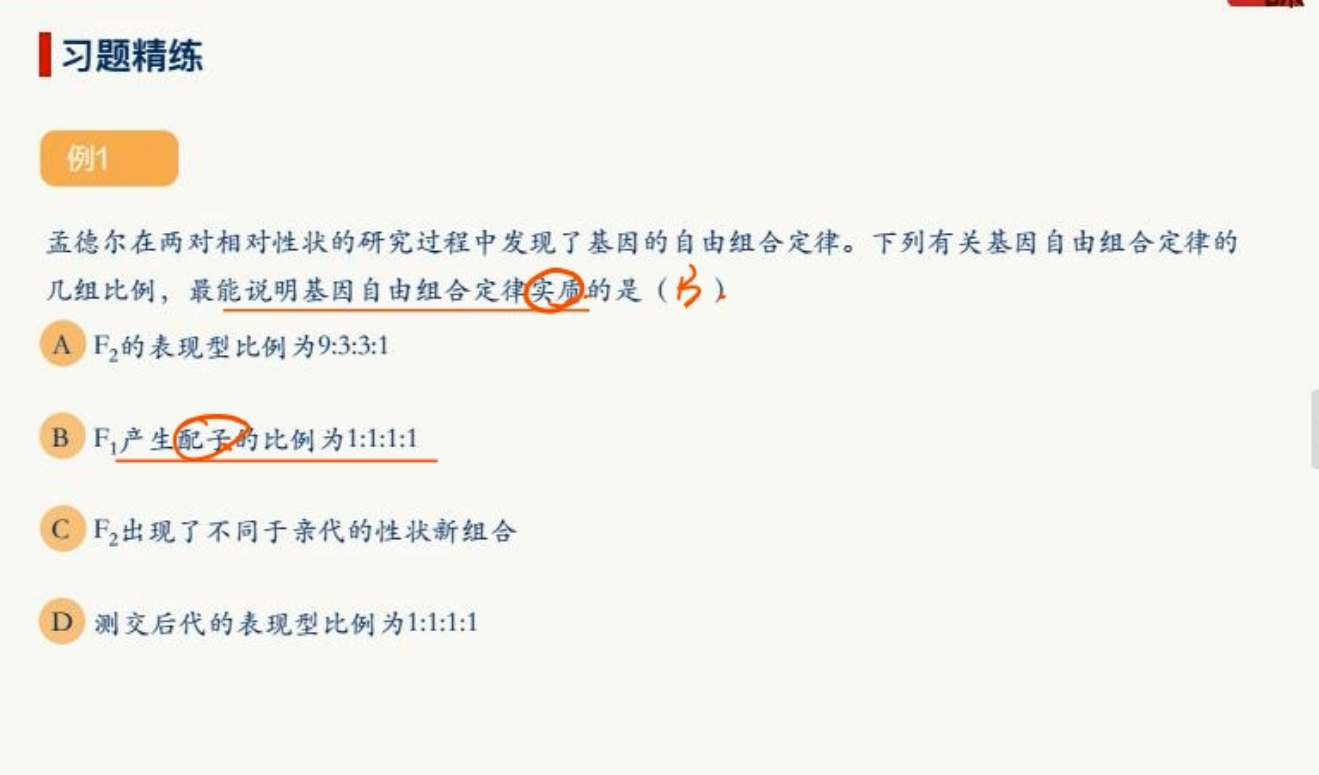 习题精练
例1
孟德尔在两对相对性状的研究过程中发现了基因的自由组合定律。下列有关基因自由组合定律的
几组比例，最能说明基因自由组合定律实质的是（B）
A F₂的表现型比例为9:3:3:1
B F₁产生配子的比例为1:1:1:1
C F₂出现了不同于亲代的性状新组合
D 测交后代的表现型比例为1:1:1:1